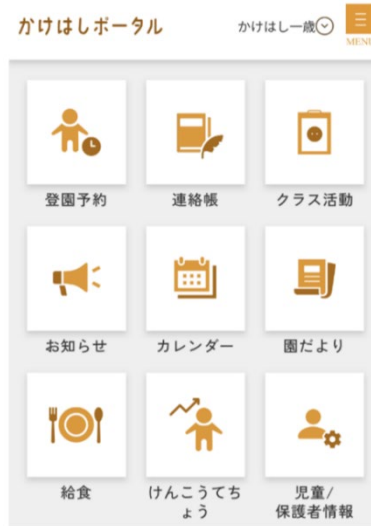 かけはしポータル
かけはし一歳
MENU
登園予約
連絡帳
クラス活動
お知らせ
カレンダー
園だより
給食
けんこうてち
ょう
児童/
保護者情報